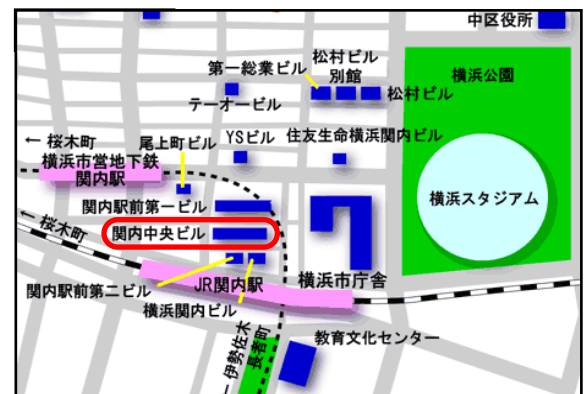 中区役所
松村ビル
別館
第一総業ビル
横浜公園
松村ビル
テーオービル
← 桜木町
尾上町ビル
YSビル
住友生命横浜関内ビル
横浜市営地下鉄
関内駅
横浜スタジアム
関内駅前第一ビル
← 桜木町
関内中央ビル
横浜市庁舎
JR関内駅
関内駅前第二ビル
横浜関内ビル
教育文化センター
← 伊勢佐木
長者町